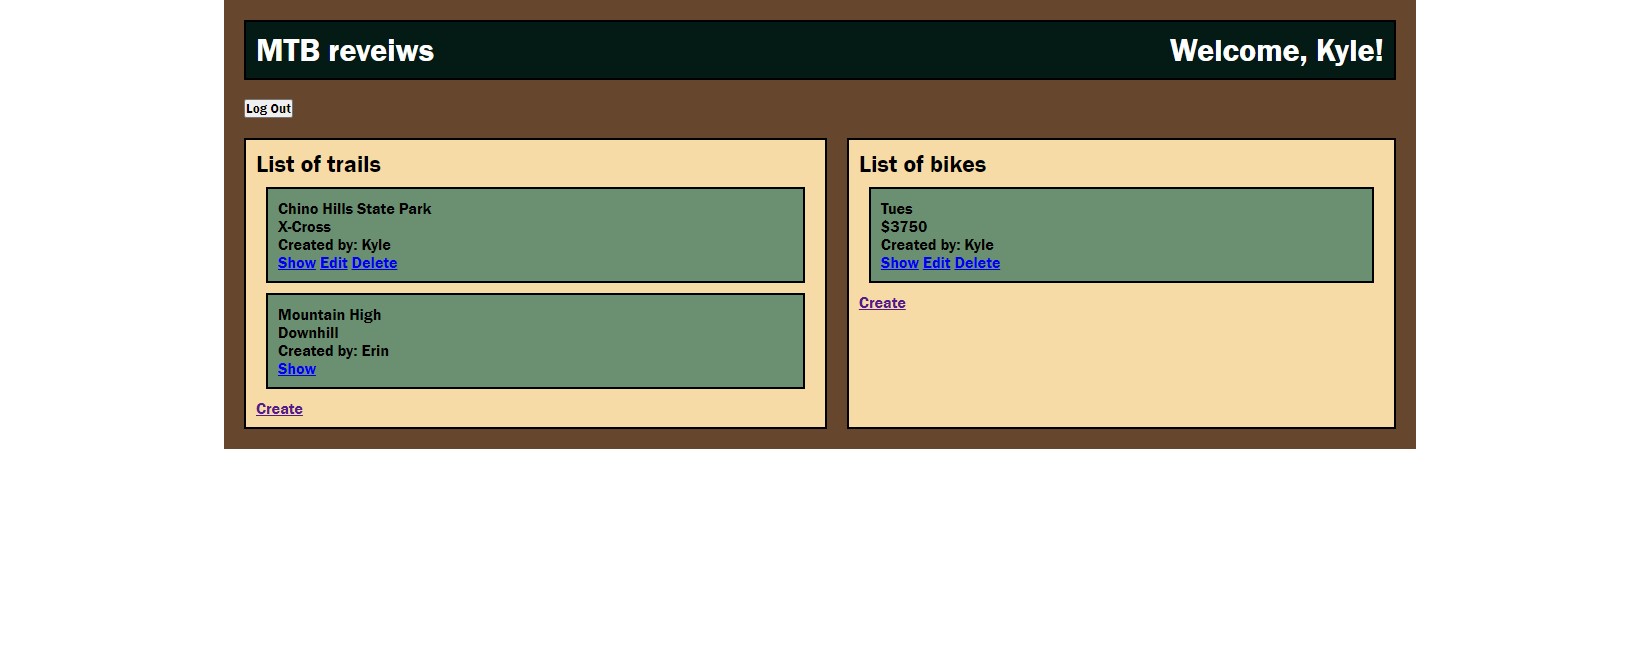 MTB reveiws
Welcome, Kyle!
Log Out
List of trails
Chino Hills State Park
X-Cross
Created by: Kyle
Show Edit Delete
Mountain High
Downhill
Created by: Erin
Show
Create
List of bikes
Tues
$3750
Created by: Kyle
Show Edit Delete
Create